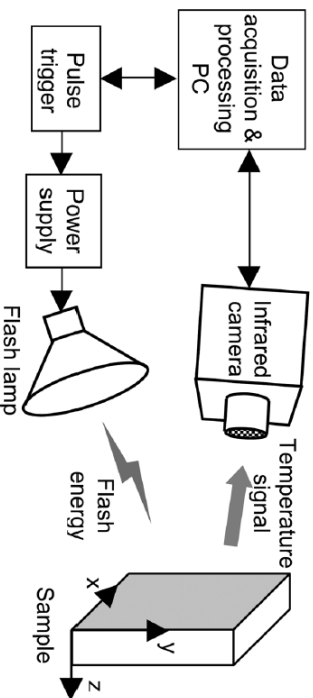 Data
acquisition &
processing
PC
Pulse
trigger
Power
supply
Flash lamp
Infrared
camera
Temperature
signal
Flash
energy
Sample
x
y
z